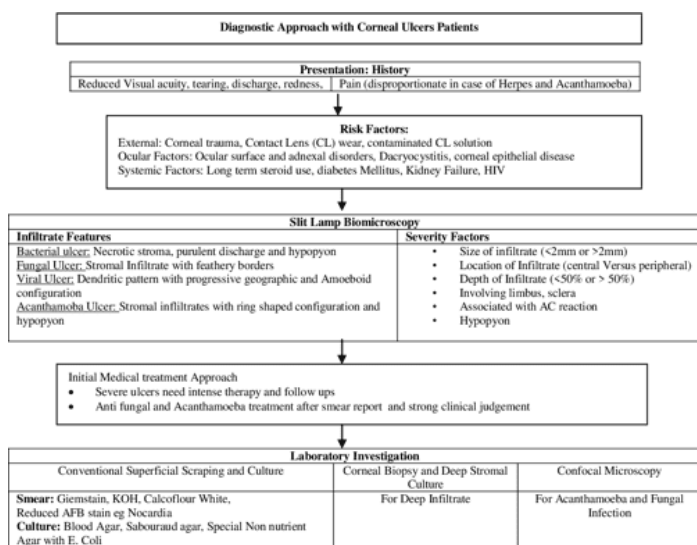 Diagnostic Approach with Corneal Ulcers Patients
Presentation: History
Reduced Visual acuity, tearing, discharge, redness,
Pain (disproportionate in case of Herpes and Acanthamoeba)
Risk Factors:
External: Corneal trauma, Contact Lens (CL) wear, contaminated CL solution
Ocular Factors: Ocular surface and adnexal disorders, Dacryocystitis, corneal epithelial disease
Systemic Factors: Long term steroid use, diabetes Mellitus, Kidney Failure, HIV
Slit Lamp Biomicroscopy
Infiltrate Features
Bacterial ulcer: Necrotic stroma, purulent discharge and hypopyon
Fungal Ulcer: Stromal Infiltrate with feathery borders
Viral Ulcer: Dendritic pattern with progressive geographic and Amoeboid
configuration
Acanthamoba Ulcer: Stromal infliltrates with ring shaped configuration and
hypopyon
Severity Factors
• Size of infiltrate (<2mm or >2mm)
• Location of Infiltrate (central Versus peripheral)
• Depth of Infiltrate (<50% or > 50%)
• Involving limbus, sclera
• Associated with AC reaction
• Hypopyon
Initial Medical treatment Approach
• Severe ulcers need intense therapy and follow ups
• Anti fungal and Acanthamoeba treatment after smear report and strong clinical judgement
Laboratory Investigation
Conventional Superficial Scraping and Culture
Smear: Giemstain, KOH, Calcoflour White,
Reduced AFB stain eg Nocardia
Culture: Blood Agar, Sabouraud agar, Special Non nutrient
Agar with E. Coli
Corneal Biopsy and Deep Stromal
Culture
For Deep Infiltrate
Confocal Microscopy
For Acanthamoeba and Fungal
Infection